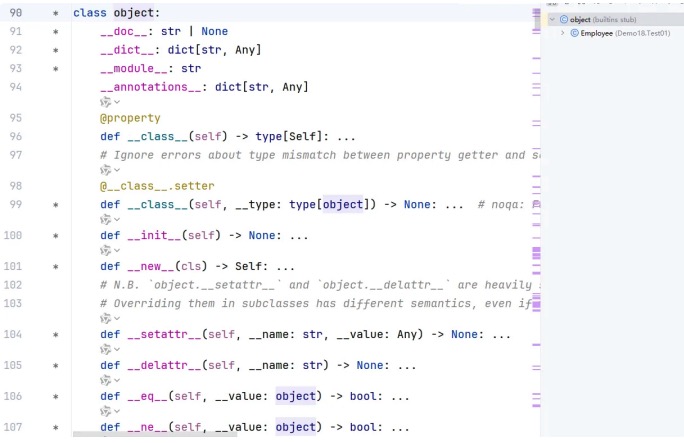 90 * class object:
91 * __doc__: str | None
92 * __dict__: dict[str, Any]
93 * __module__: str
94 __annotations__: dict[str, Any]
95 @property
96 def __class__(self) -> type[Self]: ...
97 # Ignore errors about type mismatch between property getter and
98 @__class__.setter
99 * def __class__(self, __type: type[object]) -> None: ... # noqa:
100 * def __init__(self) -> None: ...
101 * def __new__(cls) -> Self: ...
102 # N.B. `object.__setattr__` and `object.__delattr__` are heavily
103 # Overriding them in subclasses has different semantics, even if
104 * def __setattr__(self, __name: str, __value: Any) -> None: ...
105 * def __delattr__(self, __name: str) -> None: ...
106 * def __eq__(self, __value: object) -> bool: ...
107 * def __ne__(self, __value: object) -> bool: ...
object (builtins stub)
Employee (Demo18.Test01)